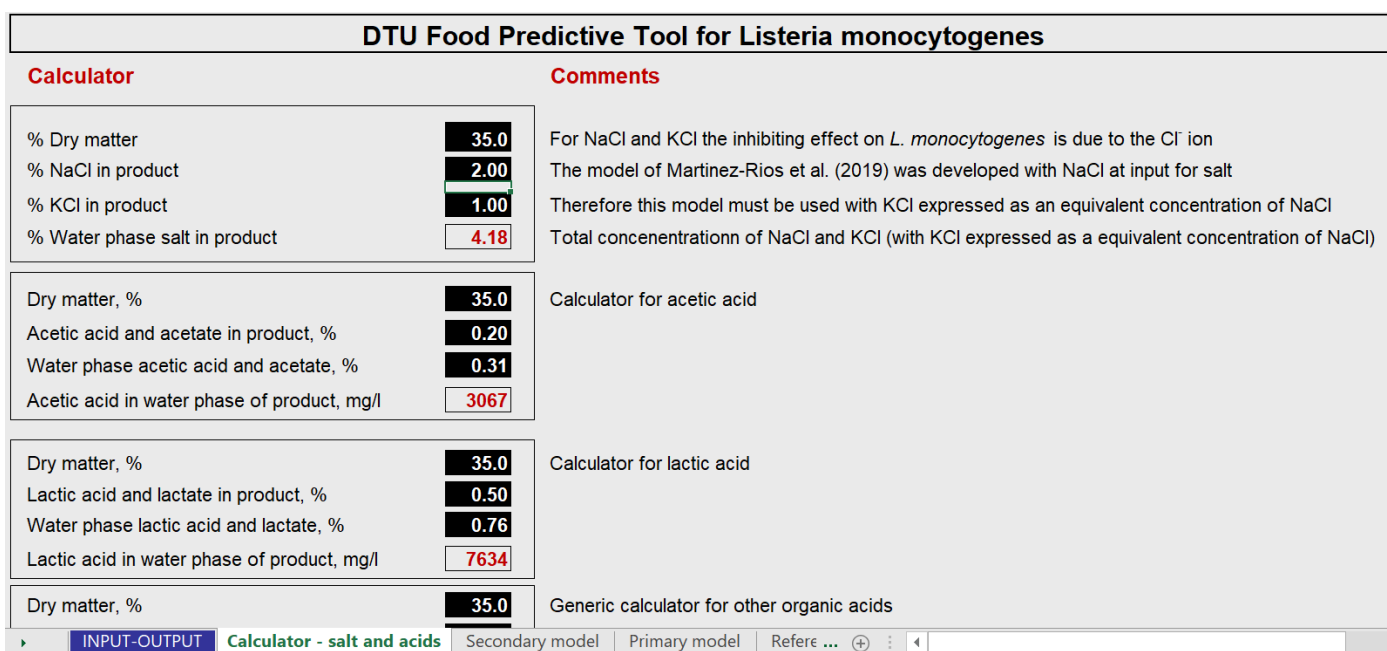 DTU Food Predictive Tool for Listeria monocytogenes
Calculator Comments
% Dry matter 35.0 For NaCl and KCl the inhibiting effect on L. monocytogenes is due to the Cl- ion
% NaCl in product 2.00 The model of Martinez-Rios et al. (2019) was developed with NaCl at input for salt
% KCl in product 1.00 Therefore this model must be used with KCl expressed as an equivalent concentration of NaCl
% Water phase salt in product 4.18 Total concenentrationn of NaCl and KCl (with KCl expressed as a equivalent concentration of NaCl)
Dry matter, % 35.0 Calculator for acetic acid
Acetic acid and acetate in product, % 0.20
Water phase acetic acid and acetate, % 0.31
Acetic acid in water phase of product, mg/l 3067
Dry matter, % 35.0 Calculator for lactic acid
Lactic acid and lactate in product, % 0.50
Water phase lactic acid and lactate, % 0.76
Lactic acid in water phase of product, mg/l 7634
Dry matter, % 35.0 Generic calculator for other organic acids
INPUT-OUTPUT Calculator - salt and acids Secondary model Primary model Refere ...